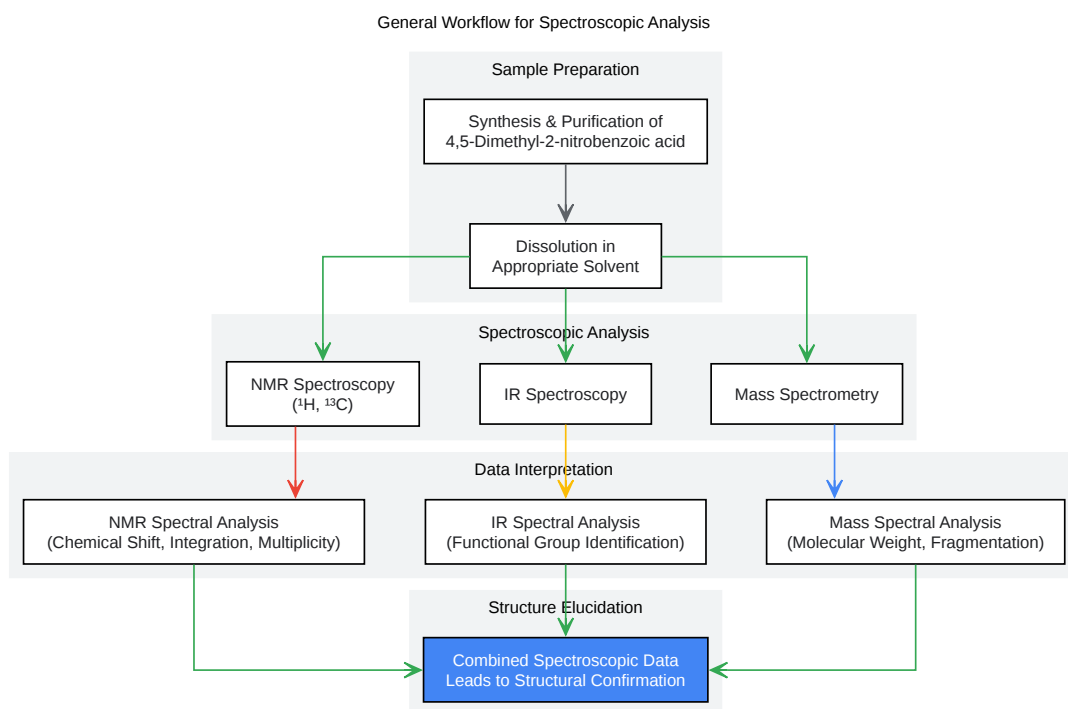 General Workflow for Spectroscopic Analysis
Sample Preparation
Synthesis & Purification of
4,5-Dimethyl-2-nitrobenzoic acid
Dissolution in
Appropriate Solvent
Spectroscopic Analysis
NMR Spectroscopy
(¹H, ¹³C)
IR Spectroscopy
Mass Spectrometry
Data Interpretation
NMR Spectral Analysis
(Chemical Shift, Integration, Multiplicity)
IR Spectral Analysis
(Functional Group Identification)
Mass Spectral Analysis
(Molecular Weight, Fragmentation)
Structure Elucidation
Combined Spectroscopic Data
Leads to Structural Confirmation